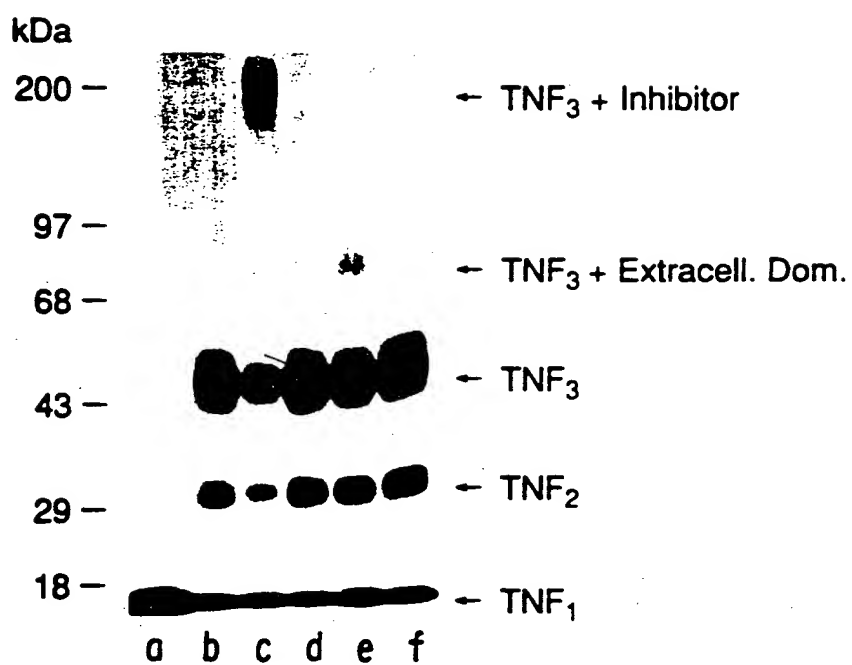 kDa
200
TNF₃ + Inhibitor
97
TNF₃ + Extracell. Dom.
68
TNF₃
43
TNF₂
29
18
TNF₁
a b c d e f